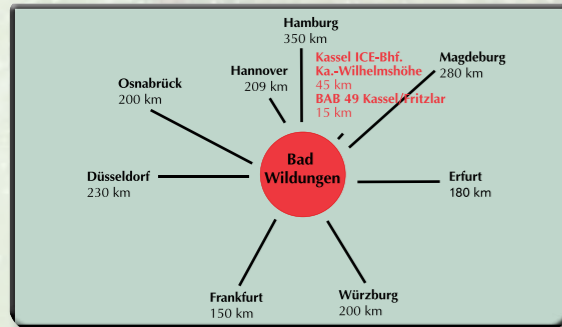 Hamburg
350 km
Kassel ICE-Bhf.
Ka.-Wilhelmshöhe
45 km
BAB 49 Kassel/Fritzlar
15 km
Magdeburg
280 km
Hannover
209 km
Osnabrück
200 km
Bad
Wildungen
Düsseldorf
230 km
Erfurt
180 km
Frankfurt
150 km
Würzburg
200 km